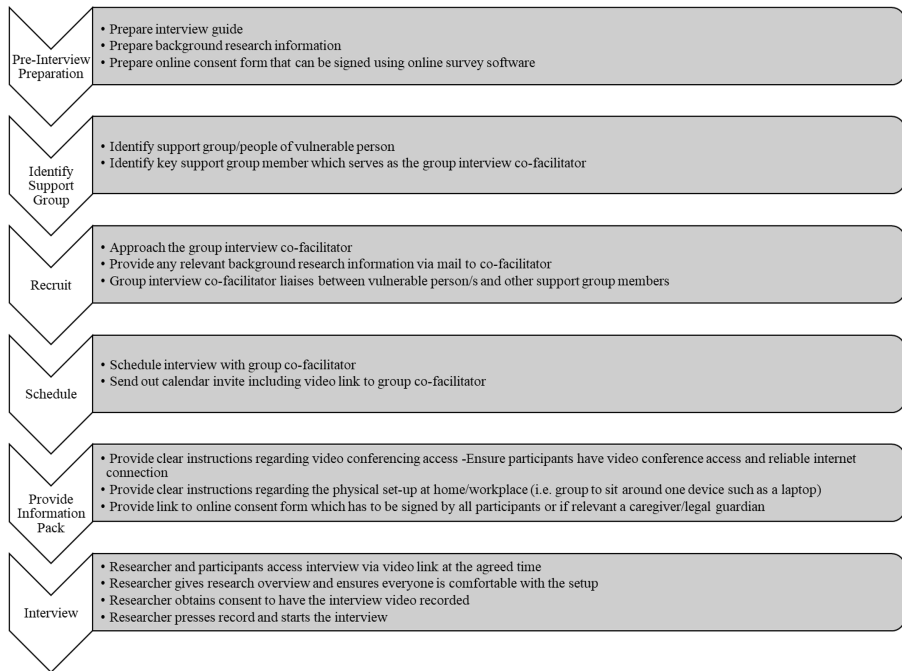 Pre-Interview
Preparation
• Prepare interview guide
• Prepare background research information
• Prepare online consent form that can be signed using online survey software
Identify
Support
Group
• Identify support group/people of vulnerable person
• Identify key support group member which serves as the group interview co-facilitator
Recruit
• Approach the group interview co-facilitator
• Provide any relevant background research information via mail to co-facilitator
• Group interview co-facilitator liaises between vulnerable person/s and other support group members
Schedule
• Schedule interview with group co-facilitator
• Send out calendar invite including video link to group co-facilitator
Provide
Information
Pack
• Provide clear instructions regarding video conferencing access -Ensure participants have video conference access and reliable internet
connection
• Provide clear instructions regarding the physical set-up at home/workplace (i.e. group to sit around one device such as a laptop)
• Provide link to online consent form which has to be signed by all participants or if relevant a caregiver/legal guardian
Interview
• Researcher and participants access interview via video link at the agreed time
• Researcher gives research overview and ensures everyone is comfortable with the setup
• Researcher obtains consent to have the interview video recorded
• Researcher presses record and starts the interview